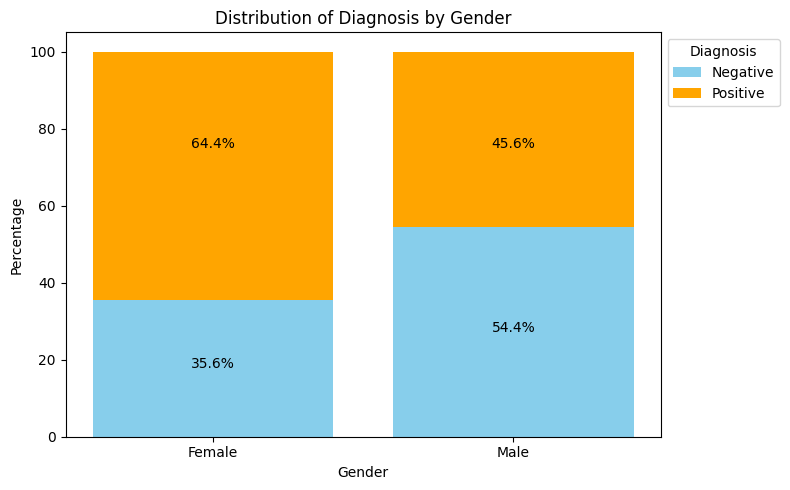 Distribution of Diagnosis by Gender
Diagnosis
Negative
Positive
Percentage
100
80
60
40
20
0
64.4%
45.6%
35.6%
54.4%
Female
Male
Gender